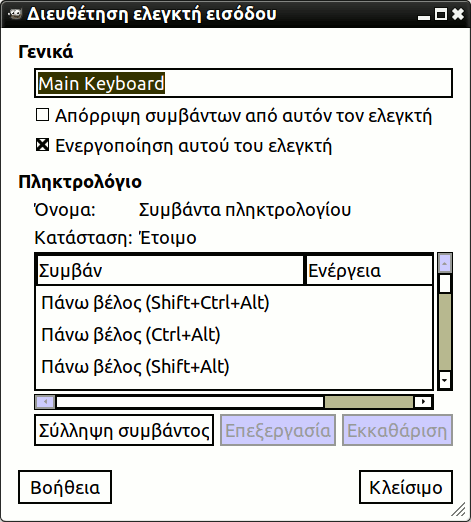 Διευθέτηση ελεγκτή εισόδου
Γενικά
Main Keyboard
Απόρριψη συμβάντων από αυτόν τον ελεγκτή
Ενεργοποίηση αυτού του ελεγκτή
Πληκτρολόγιο
Όνομα: Συμβάντα πληκτρολογίου
Κατάσταση: Έτοιμο
Συμβάν Ενέργεια
Πάνω βέλος (Shift+Ctrl+Alt)
Πάνω βέλος (Ctrl+Alt)
Πάνω βέλος (Shift+Alt)
Σύλληψη συμβάντος Επεξεργασία Εκκαθάριση
Βοήθεια Κλείσιμο